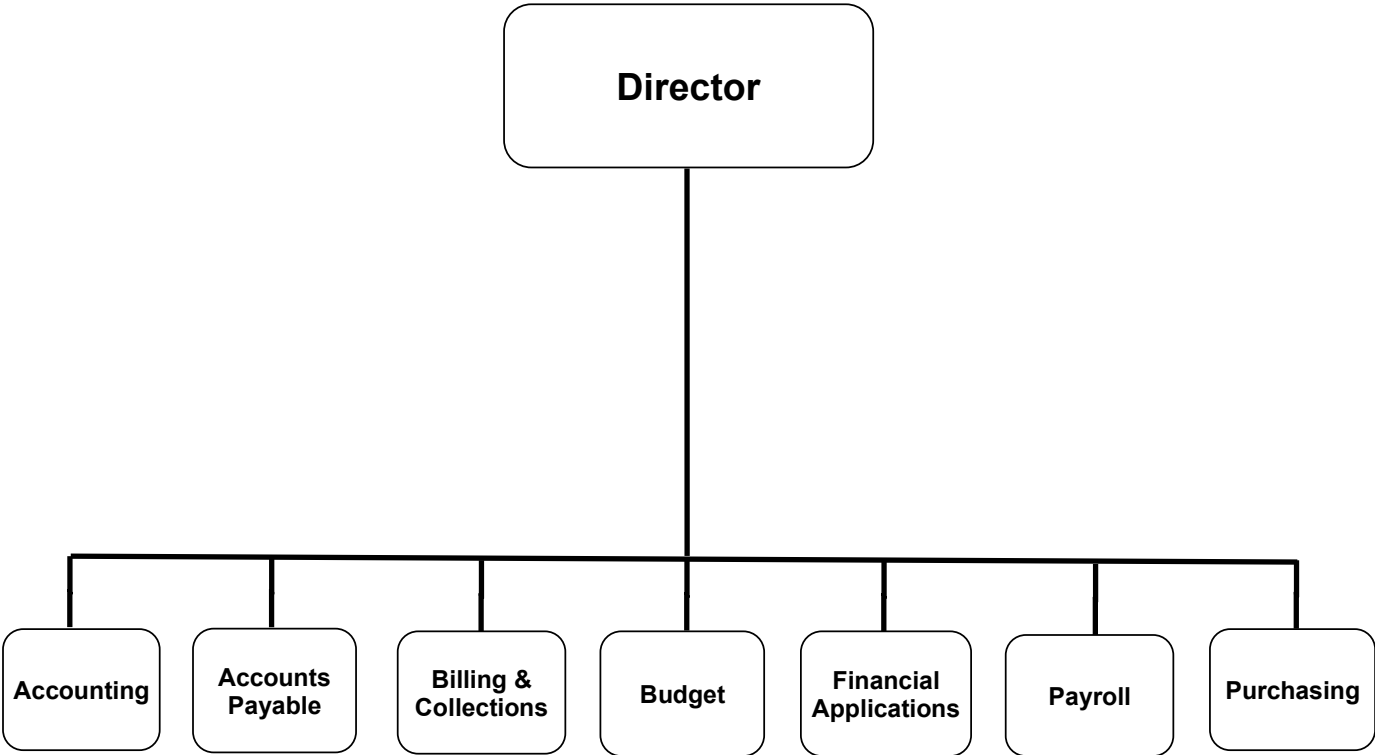 Director
Accounting
Accounts
Payable
Billing &
Collections
Budget
Financial
Applications
Payroll
Purchasing